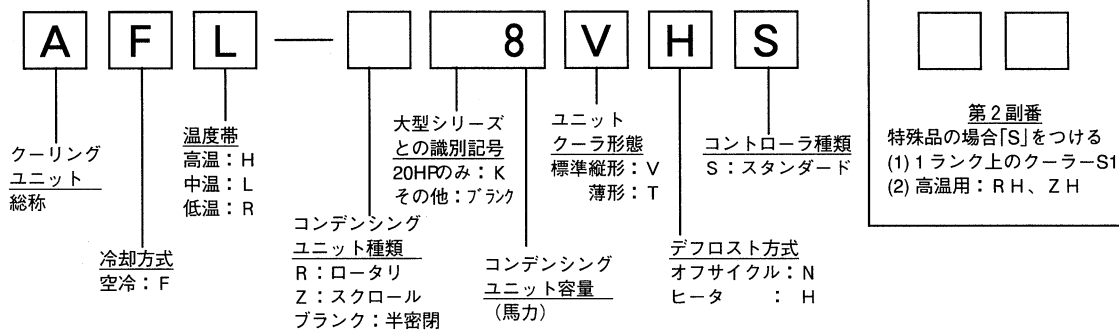 A F L — 8 V H S
クーリング
ユニット
総称
冷却方式
空冷：F
温度帯
高温：H
中温：L
低温：R
コンデンシング
ユニット種類
R：ロータリ
Z：スクロール
ブランク：半密閉
大型シリーズ
との識別記号
20HPのみ：K
その他：ブランク
コンデンシング
ユニット容量
（馬力）
ユニット
クーラ形態
標準縦形：V
薄形：T
デフロスト方式
オフサイクル：N
ヒータ　　：H
コントローラ種類
S：スタンダード
第2副番
特殊品の場合「S」をつける
(1) 1ランク上のクーラーS1
(2) 高温用：RH、ZH